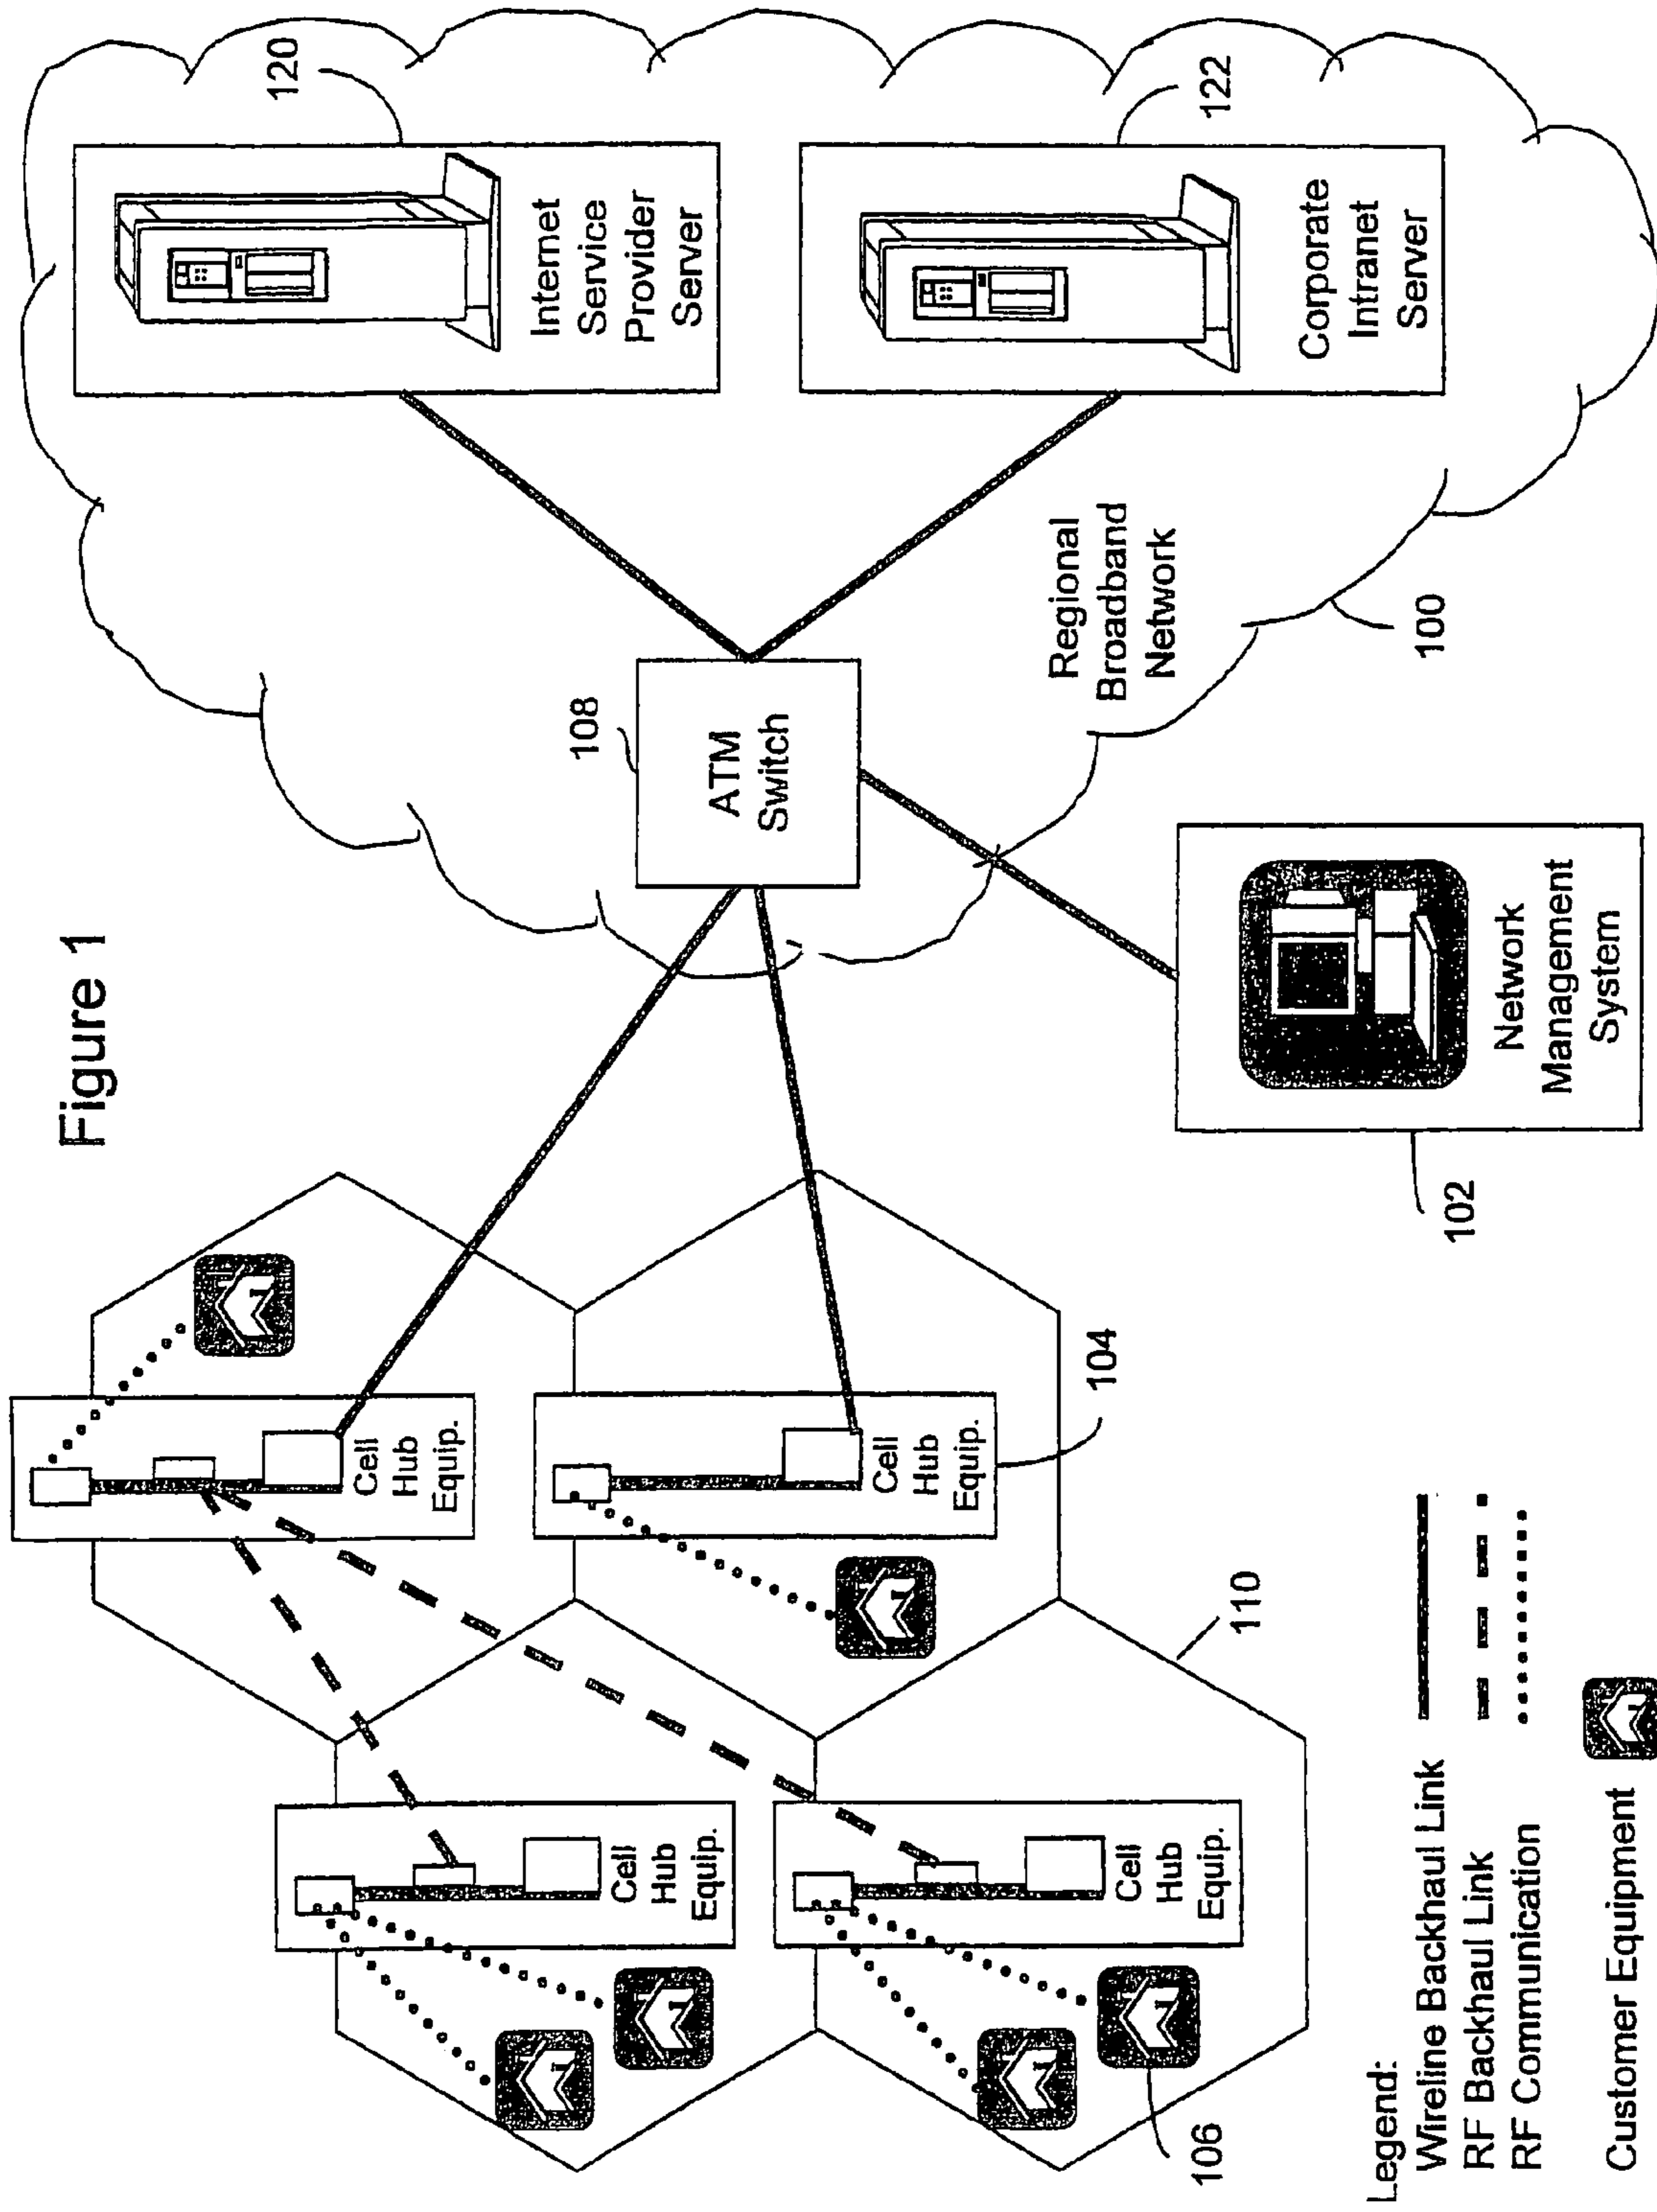 Figure 1
Cell
Hub
Equip.
Cell
Hub
Equip.
Cell
Hub
Equip.
Cell
Hub
Equip.
104
106
110
108
ATM
Switch
120
Internet
Service
Provider
Server
122
Corporate
Intranet
Server
Regional
Broadband
Network
100
102
Network
Management
System
Legend:
Wireline Backhaul Link
RF Backhaul Link
RF Communication
Customer Equipment